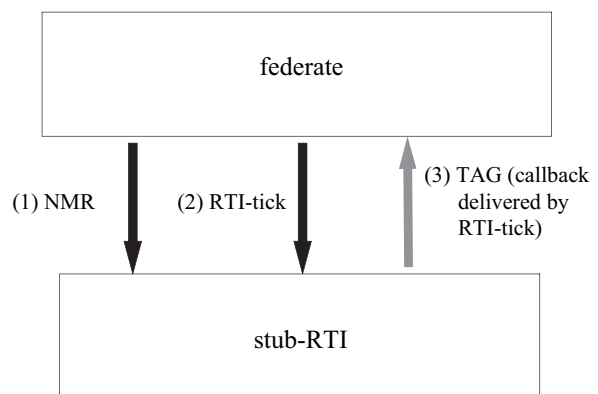 federate
(1) NMR
(2) RTI-tick
(3) TAG (callback
delivered by
RTI-tick)
stub-RTI